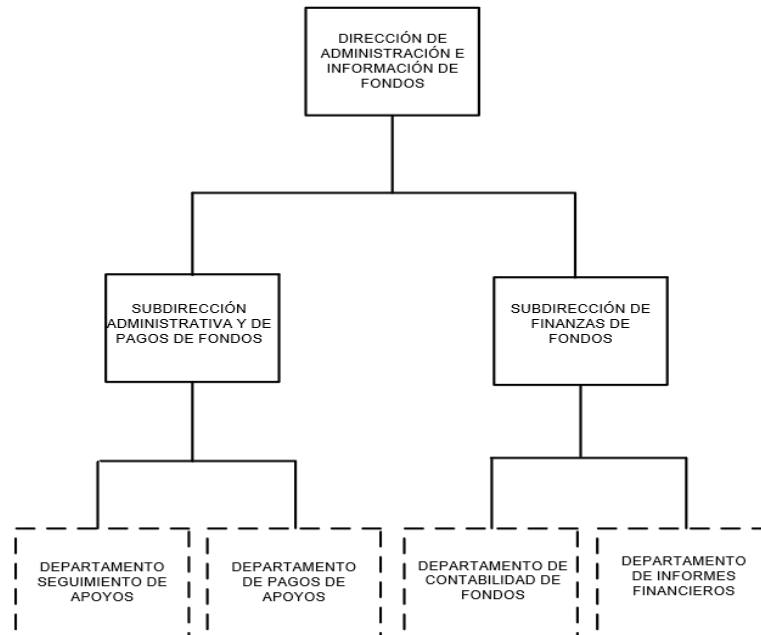 DIRECCIÓN DE
ADMINISTRACIÓN E
INFORMACIÓN DE
FONDOS
SUBDIRECCIÓN
ADMINISTRATIVA Y DE
PAGOS DE FONDOS
SUBDIRECCIÓN DE
FINANZAS DE
FONDOS
DEPARTAMENTO
SEGUIMIENTO DE
APOYOS
DEPARTAMENTO
DE PAGOS DE
APOYOS
DEPARTAMENTO DE
CONTABILIDAD DE
FONDOS
DEPARTAMENTO
DE INFORMES
FINANCIEROS